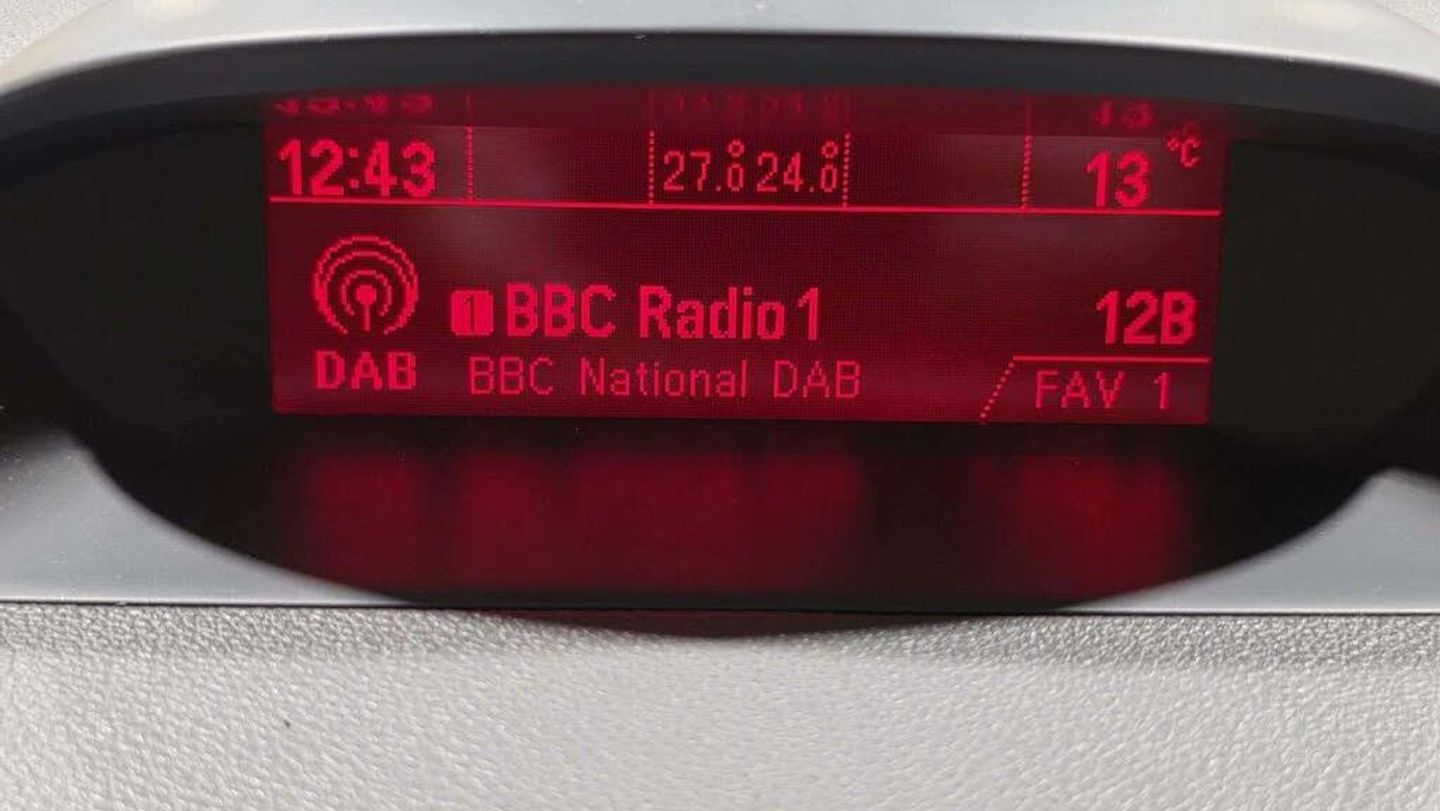 12:43 27.0° 24.0° 13 °C
1 BBC Radio 1 12B
DAB BBC National DAB FAV 1